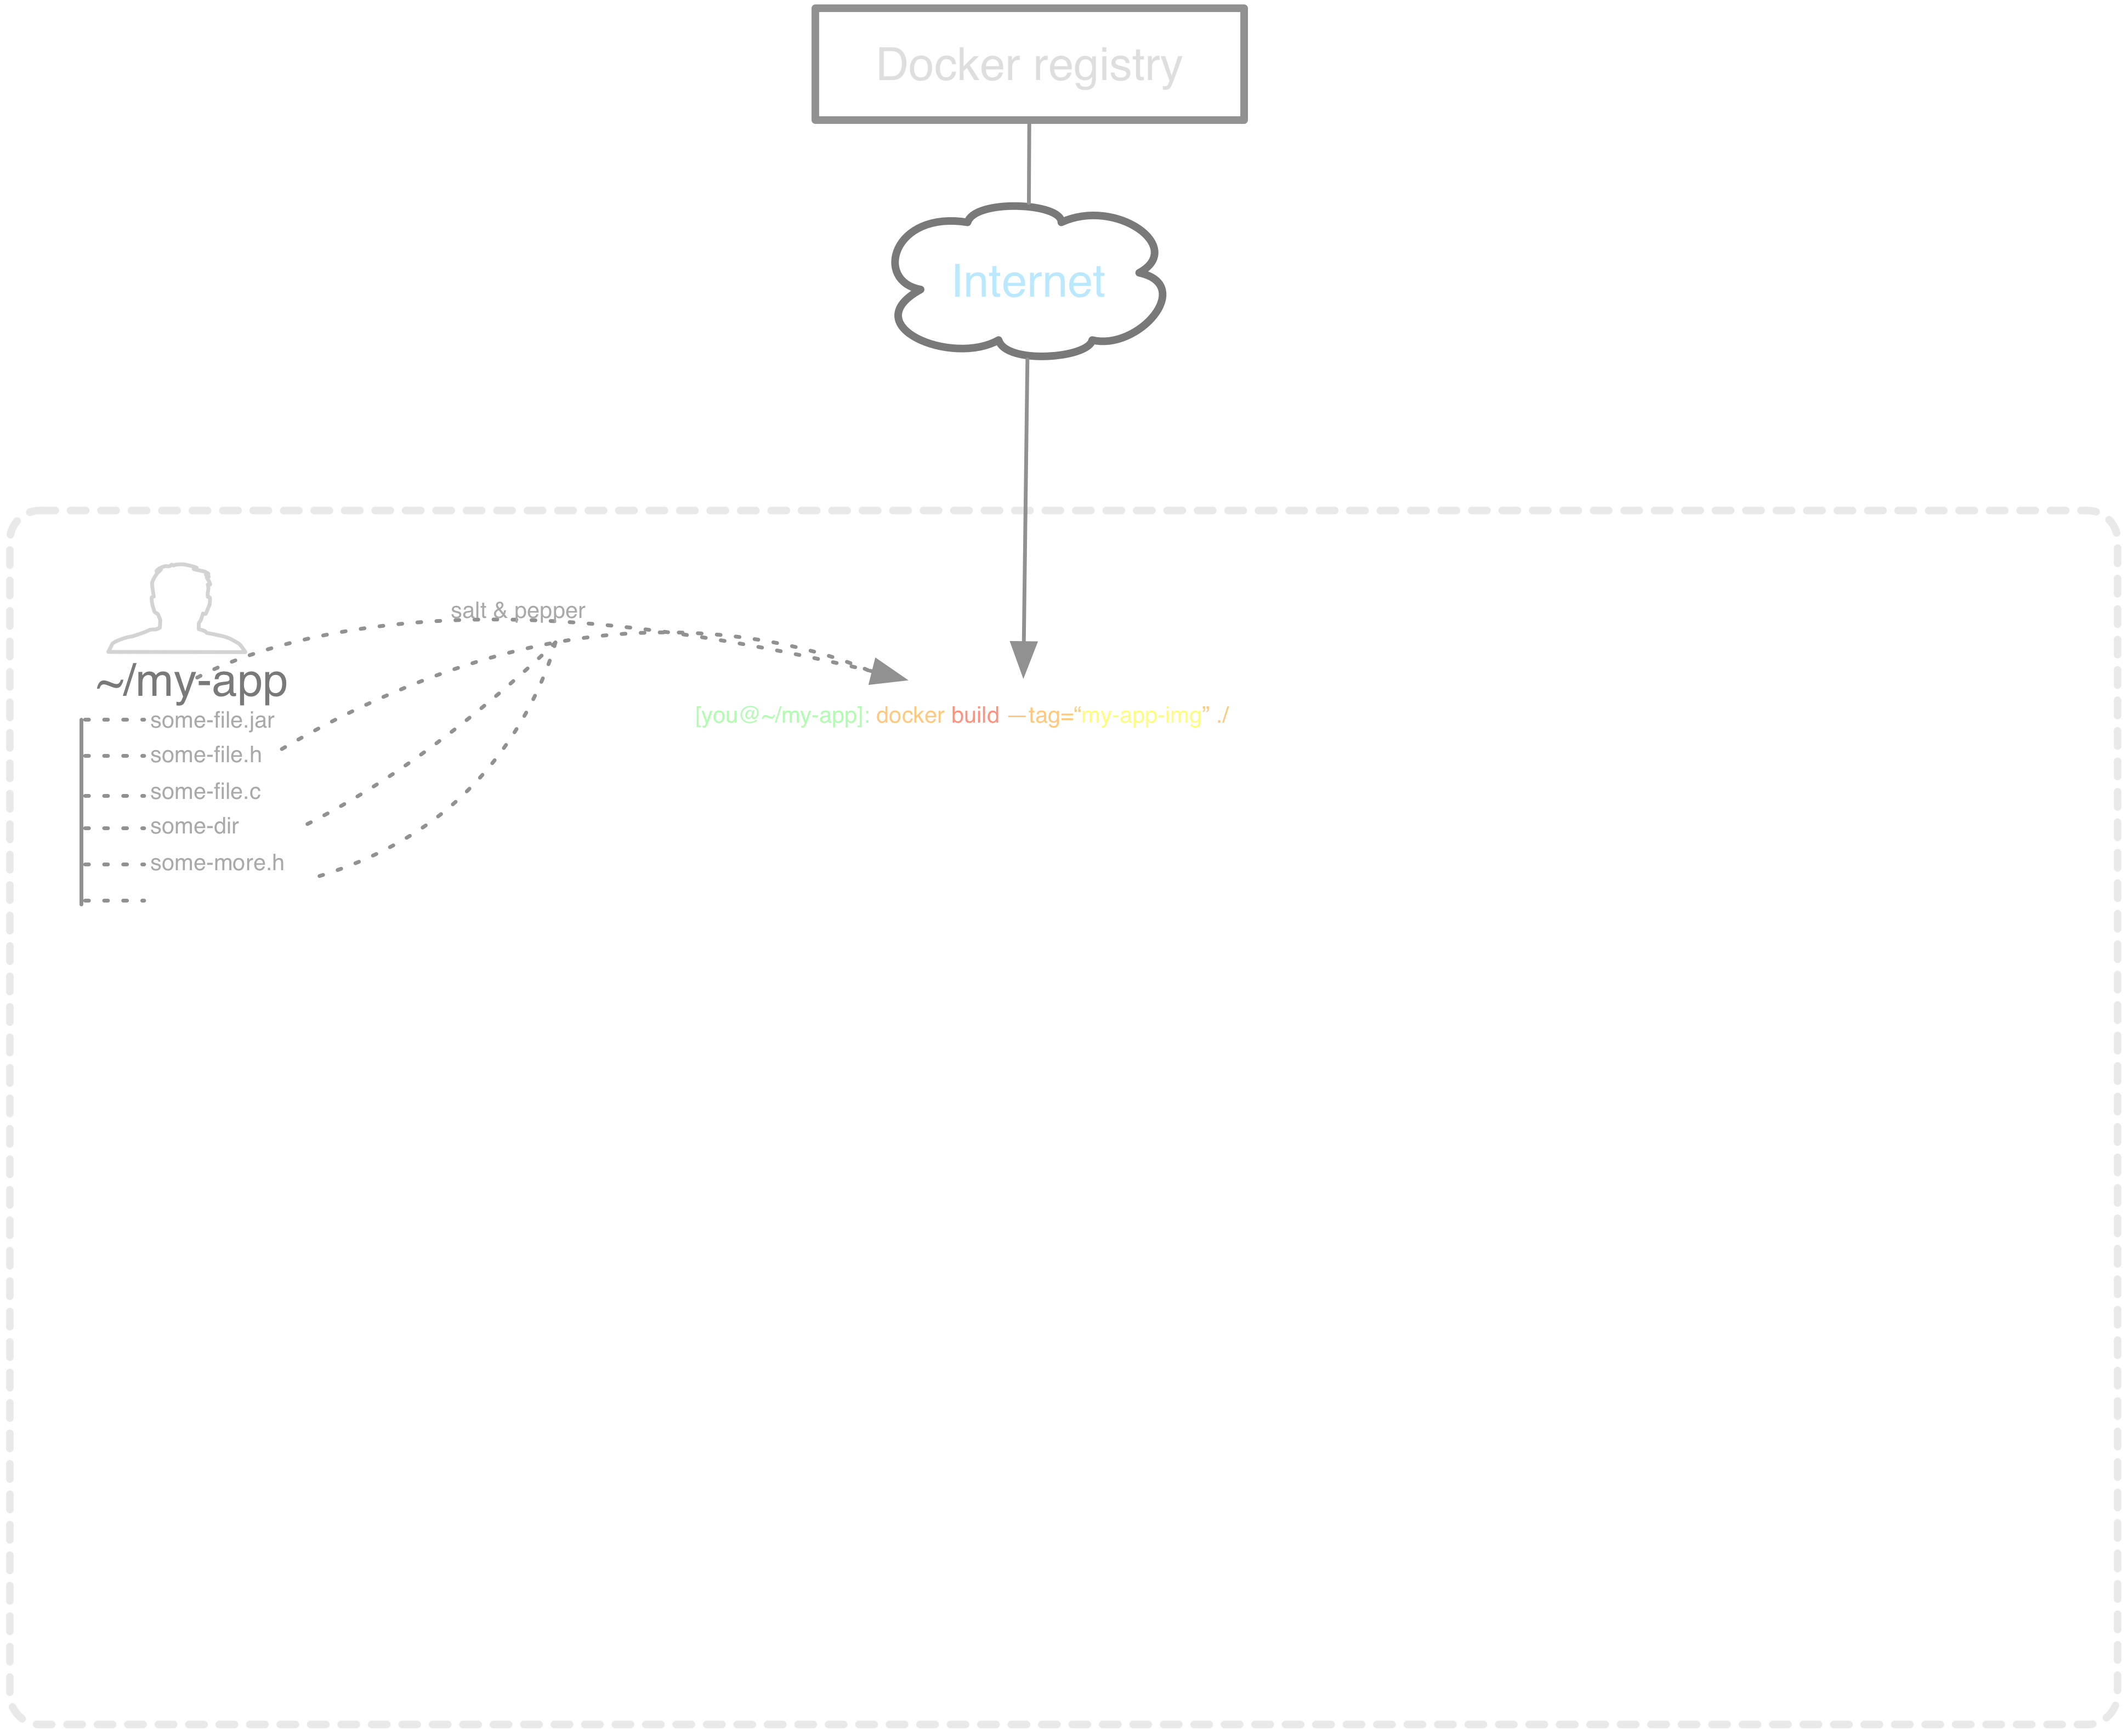 Docker registry
Internet
salt & pepper
~/my-app
some-file.jar
some-file.h
some-file.c
some-dir
some-more.h
[you@~/my-app]: docker build —tag=“my-app-img” ./